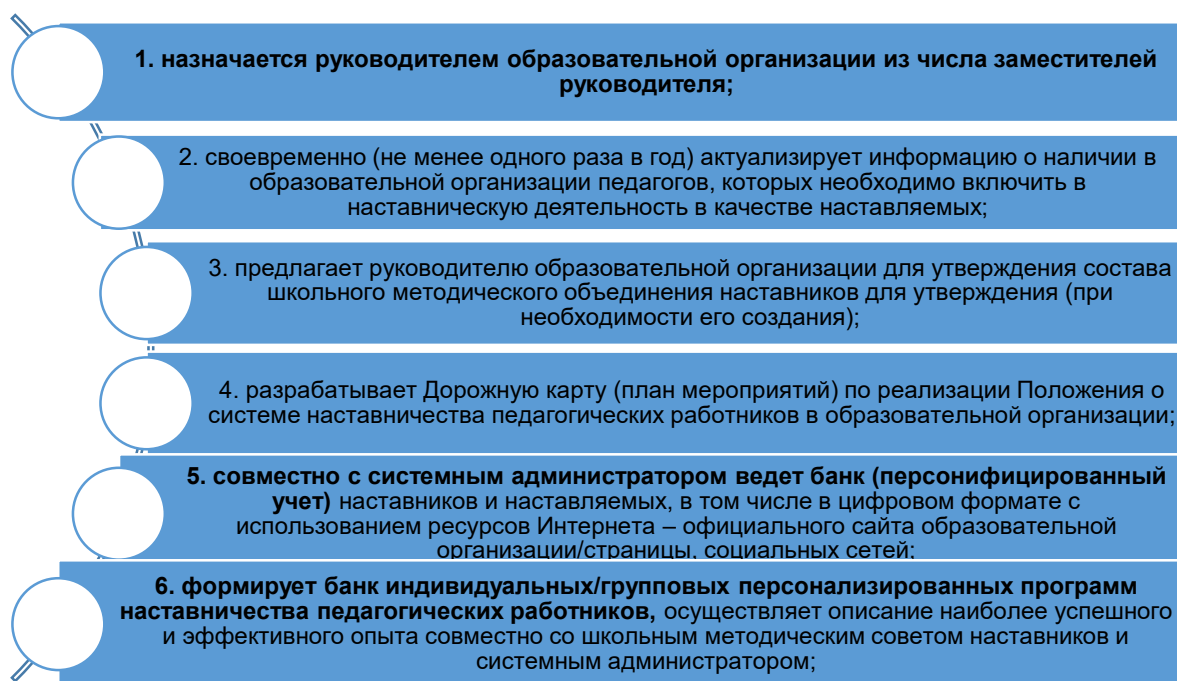 1. назначается руководителем образовательной организации из числа заместителей
руководителя;
2. своевременно (не менее одного раза в год) актуализирует информацию о наличии в
образовательной организации педагогов, которых необходимо включить в
наставническую деятельность в качестве наставляемых;
3. предлагает руководителю образовательной организации для утверждения состава
школьного методического объединения наставников для утверждения (при
необходимости его создания);
4. разрабатывает Дорожную карту (план мероприятий) по реализации Положения о
системе наставничества педагогических работников в образовательной организации;
5. совместно с системным администратором ведет банк (персонифицированный
учет) наставников и наставляемых, в том числе в цифровом формате с
использованием ресурсов Интернета – официального сайта образовательной
организации/страницы, социальных сетей;
6. формирует банк индивидуальных/групповых персонализированных программ
наставничества педагогических работников, осуществляет описание наиболее успешного
и эффективного опыта совместно со школьным методическим советом наставников и
системным администратором;